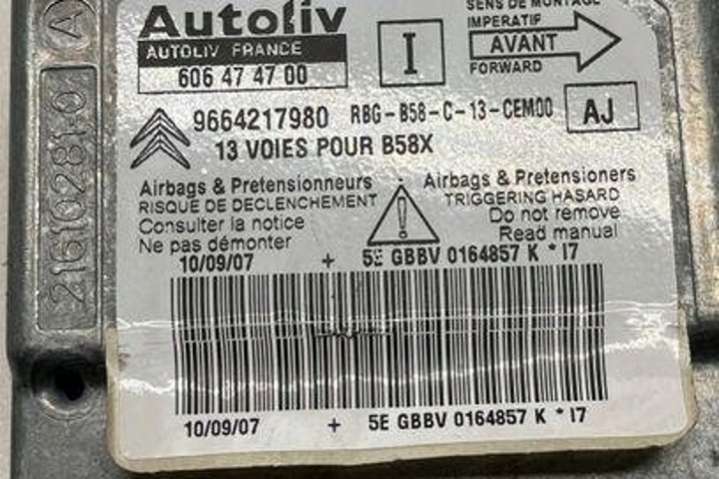 Autoliv
AUTOLIV FRANCE
606 47 47 00
I
SENS DE MONTAGE
IMPERATIF
AVANT
FORWARD
9664217980 RBG-B58-C-13-CEM00 AJ
13 VOIES POUR B58X
Airbags & Pretensionneurs
RISQUE DE DECLENCHEMENT
Consulter la notice
Ne pas démonter
Airbags & Pretensioners
TRIGGERING HASARD
Do not remove
Read manual
10/09/07 + 5E GBBV 0164857 K * I7
10/09/07 + 5E GBBV 0164857 K * I7
21610281-0 A